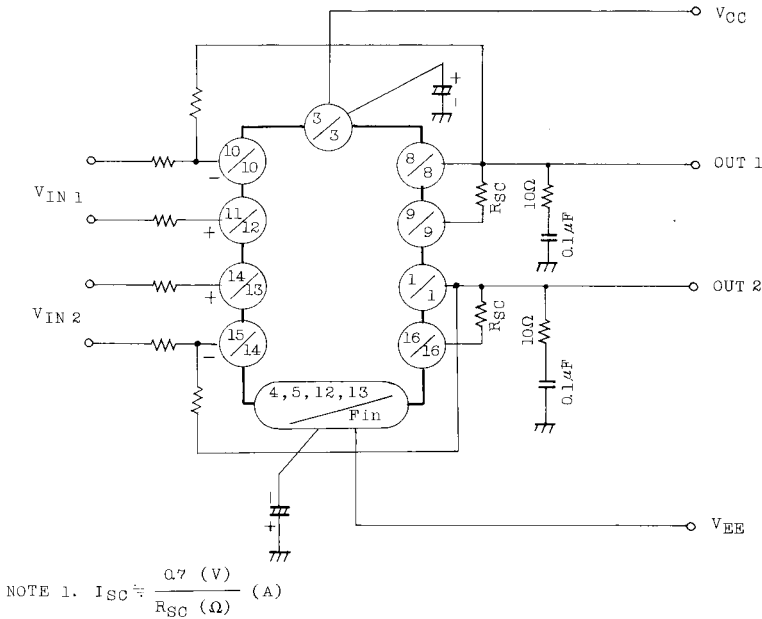 VCC
+
-
3/3
10/10
-
8/8
OUT 1
VIN 1
RSC
10Ω
0.1μF
11/12
+
9/9
14/13
+
1/1
OUT 2
VIN 2
RSC
10Ω
0.1μF
15/14
-
16/16
4,5,12,13/Fin
-
+
VEE
NOTE 1. ISC ≒ 0.7 (V) / RSC (Ω) (A)